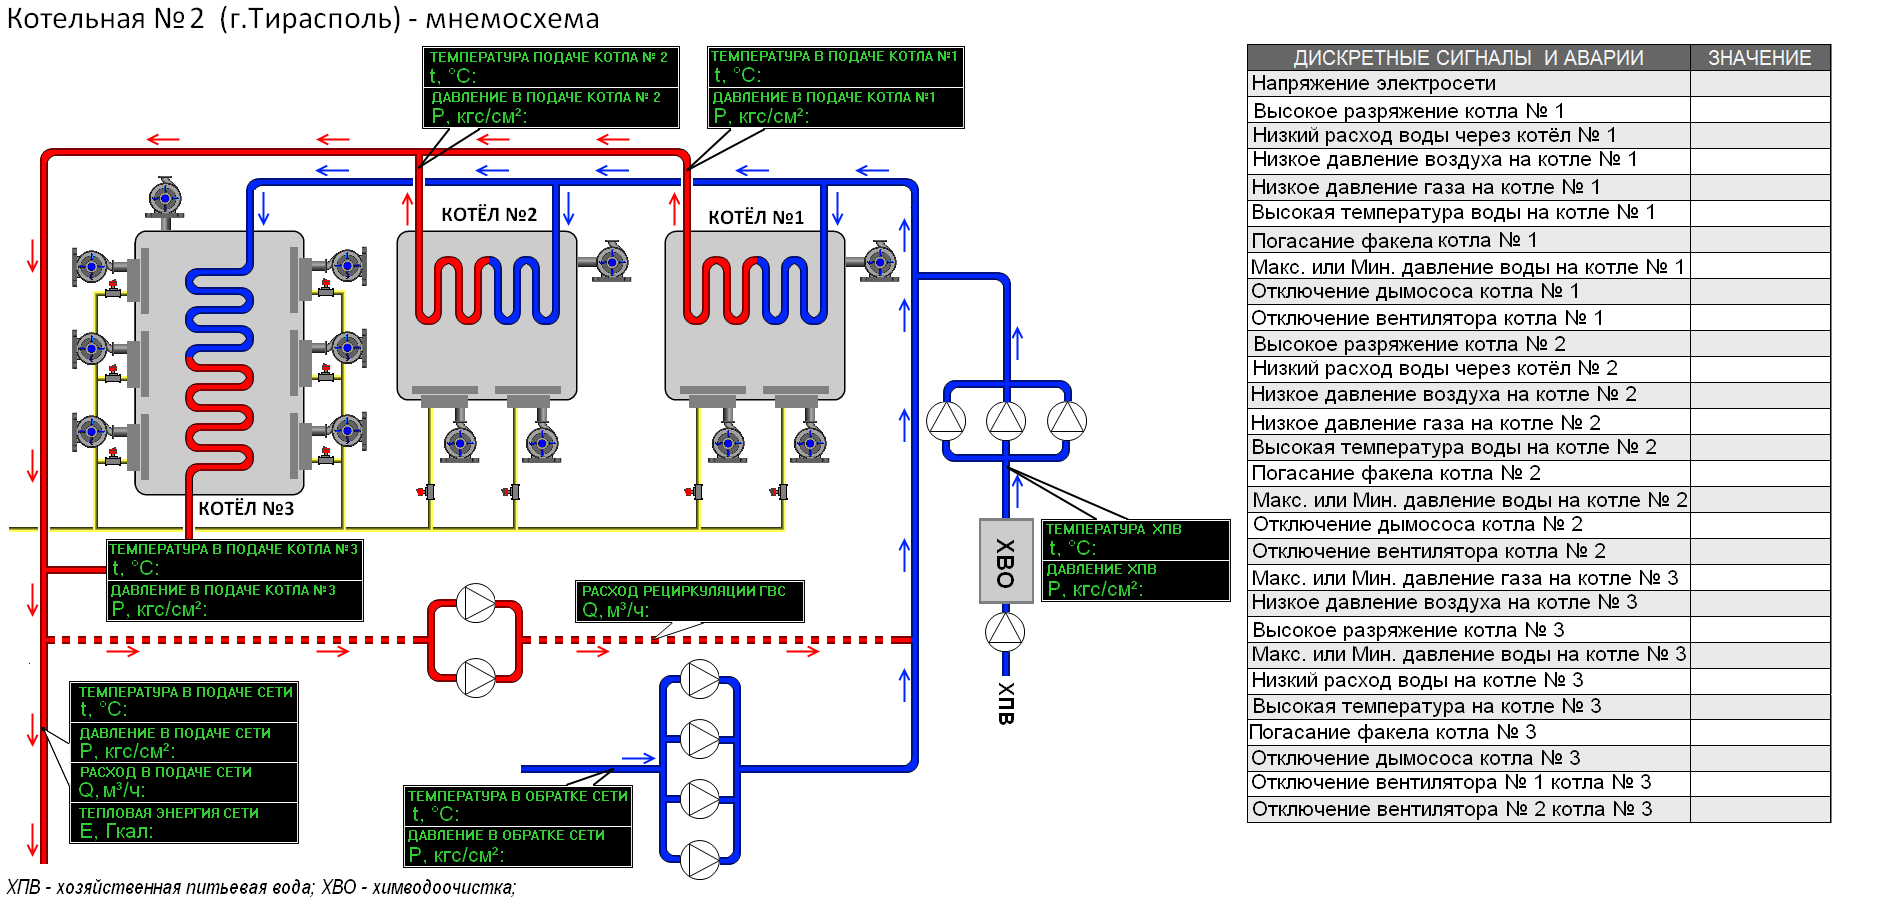 Котельная №2 (г.Тирасполь) - мнемосхема
ТЕМПЕРАТУРА ПОДАЧЕ КОТЛА № 2
t, °C:
ДАВЛЕНИЕ В ПОДАЧЕ КОТЛА № 2
P, кгс/см²:
ТЕМПЕРАТУРА В ПОДАЧЕ КОТЛА №1
t, °C:
ДАВЛЕНИЕ В ПОДАЧЕ КОТЛА №1
P, кгс/см²:
КОТЁЛ №2
КОТЁЛ №1
КОТЁЛ №3
ТЕМПЕРАТУРА В ПОДАЧЕ КОТЛА №3
t, °C:
ДАВЛЕНИЕ В ПОДАЧЕ КОТЛА №3
P, кгс/см²:
ХВО
ТЕМПЕРАТУРА ХПВ
t, °C:
ДАВЛЕНИЕ ХПВ
P, кгс/см²:
РАСХОД РЕЦИРКУЛЯЦИИ ГВС
Q, м³/ч:
ХПВ
ТЕМПЕРАТУРА В ПОДАЧЕ СЕТИ
t, °C:
ДАВЛЕНИЕ В ПОДАЧЕ СЕТИ
P, кгс/см²:
РАСХОД В ПОДАЧЕ СЕТИ
Q, м³/ч:
ТЕПЛОВАЯ ЭНЕРГИЯ СЕТИ
E, Гкал:
ТЕМПЕРАТУРА В ОБРАТКЕ СЕТИ
t, °C:
ДАВЛЕНИЕ В ОБРАТКЕ СЕТИ
P, кгс/см²:
ХПВ - хозяйственная питьевая вода; ХВО - химводоочистка;
ДИСКРЕТНЫЕ СИГНАЛЫ И АВАРИИ ЗНАЧЕНИЕ
Напряжение электросети
Высокое разряжение котла № 1
Низкий расход воды через котёл № 1
Низкое давление воздуха на котле № 1
Низкое давление газа на котле № 1
Высокая температура воды на котле № 1
Погасание факела котла № 1
Макс. или Мин. давление воды на котле № 1
Отключение дымососа котла № 1
Отключение вентилятора котла № 1
Высокое разряжение котла № 2
Низкий расход воды через котёл № 2
Низкое давление воздуха на котле № 2
Низкое давление газа на котле № 2
Высокая температура воды на котле № 2
Погасание факела котла № 2
Макс. или Мин. давление воды на котле № 2
Отключение дымососа котла № 2
Отключение вентилятора котла № 2
Макс. или Мин. давление газа на котле № 3
Низкое давление воздуха на котле № 3
Высокое разряжение котла № 3
Макс. или Мин. давление воды на котле № 3
Низкий расход воды на котле № 3
Высокая температура на котле № 3
Погасание факела котла № 3
Отключение дымососа котла № 3
Отключение вентилятора № 1 котла № 3
Отключение вентилятора № 2 котла № 3